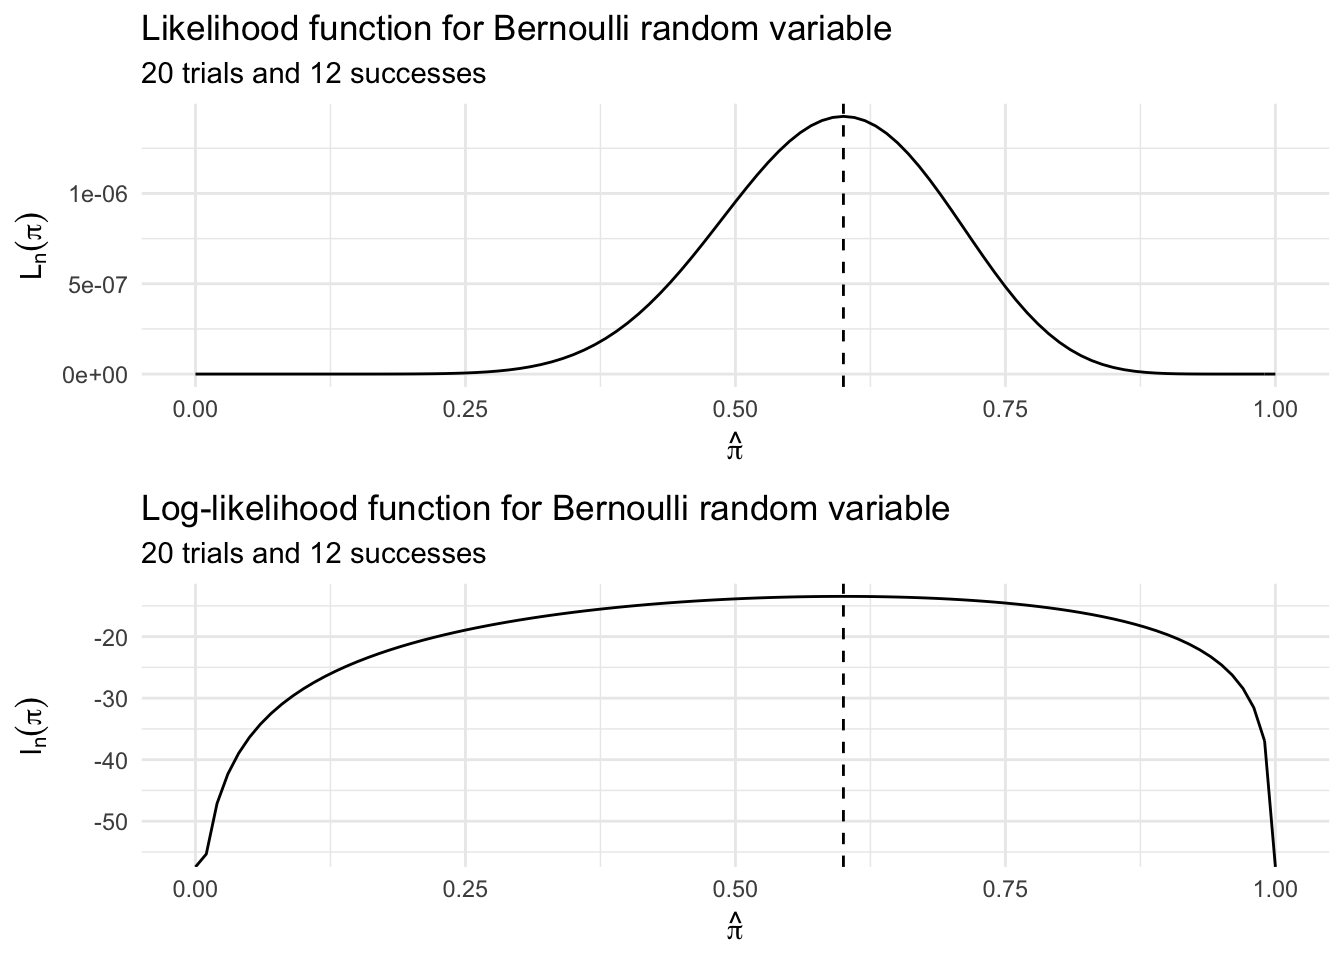 Likelihood function for Bernoulli random variable
20 trials and 12 successes
1e-06
5e-07
0e+00
Lₙ(π)
0.00 0.25 0.50 0.75 1.00
π̂
Log-likelihood function for Bernoulli random variable
20 trials and 12 successes
-20
-30
-40
-50
lₙ(π)
0.00 0.25 0.50 0.75 1.00
π̂